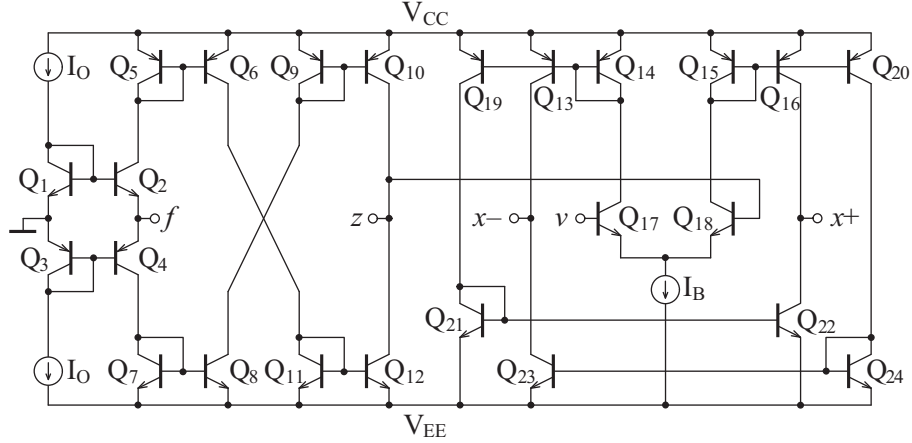 V_CC
I_O Q_5 Q_6 Q_9 Q_10 Q_19 Q_13 Q_14 Q_15 Q_16 Q_20
Q_1 Q_2
f z x− v Q_17 Q_18 x+
Q_3 Q_4
I_B
Q_21 Q_22
I_O Q_7 Q_8 Q_11 Q_12 Q_23 Q_24
V_EE